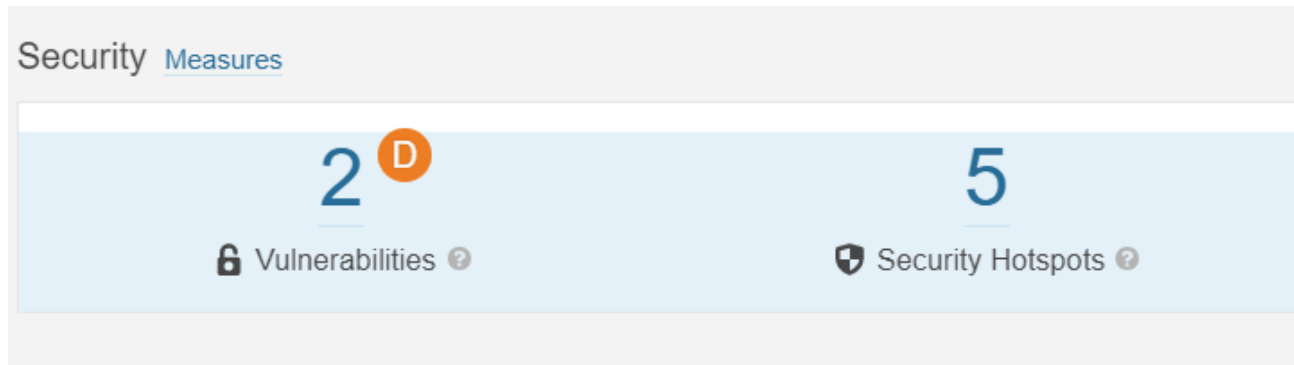 Security Measures
2 D
5
Vulnerabilities ?
Security Hotspots ?